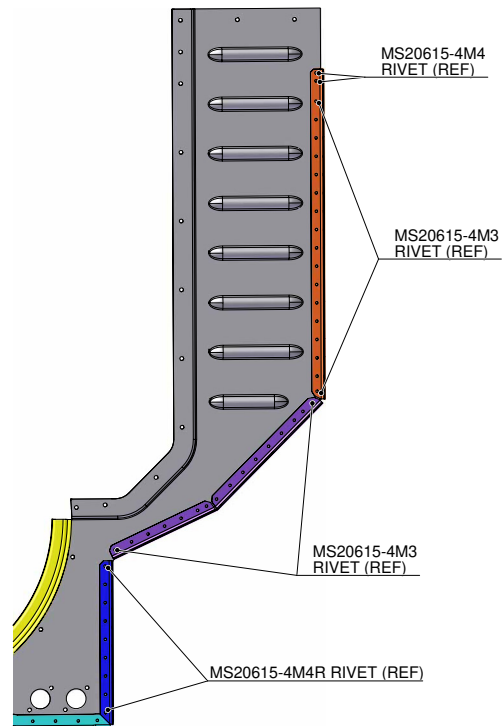 MS20615-4M4
RIVET (REF)
MS20615-4M3
RIVET (REF)
MS20615-4M3
RIVET (REF)
MS20615-4M4R RIVET (REF)